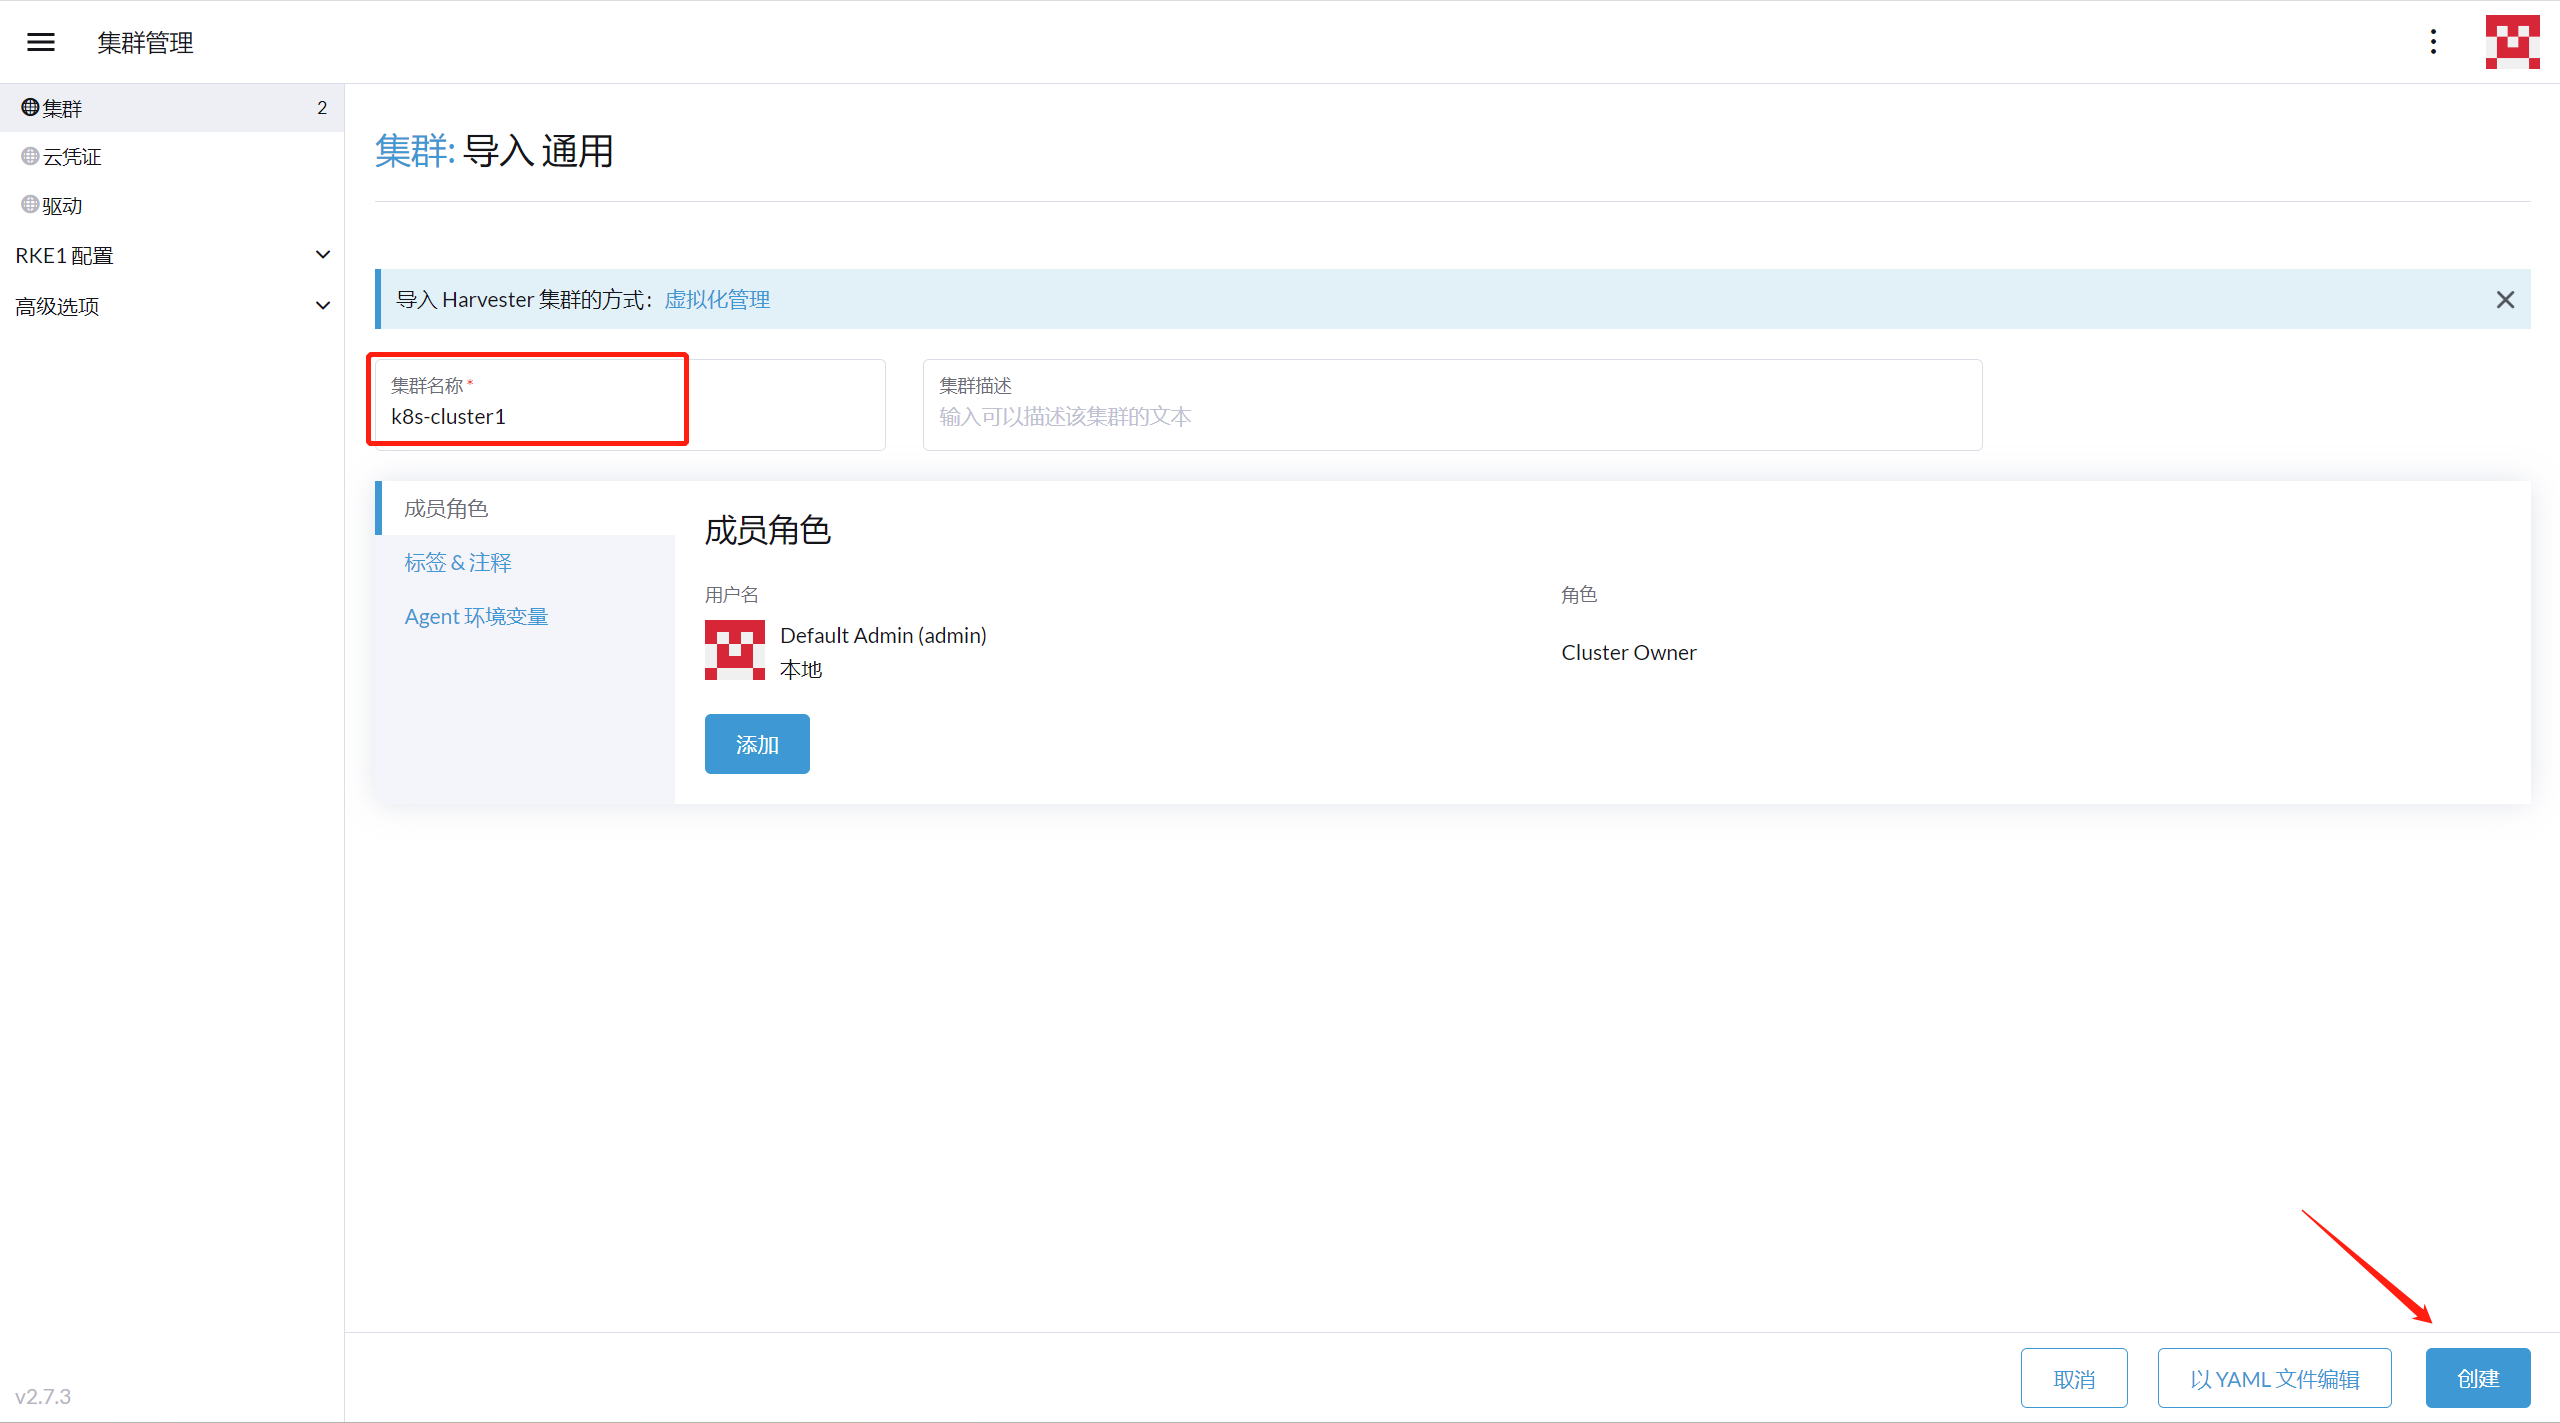 集群管理
集群 2
云凭证
驱动
RKE1 配置
高级选项
集群: 导入 通用
导入 Harvester 集群的方式：虚拟化管理
集群名称 *
k8s-cluster1
集群描述
输入可以描述该集群的文本
成员角色
标签 & 注释
Agent 环境变量
成员角色
用户名 角色
Default Admin (admin)
本地
Cluster Owner
添加
取消 以 YAML 文件编辑 创建
v2.7.3